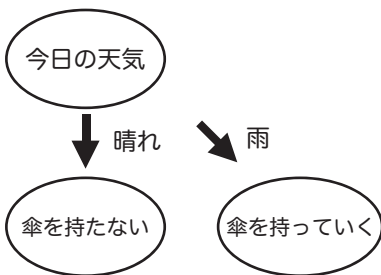 今日の天気
晴れ
雨
傘を持たない
傘を持っていく